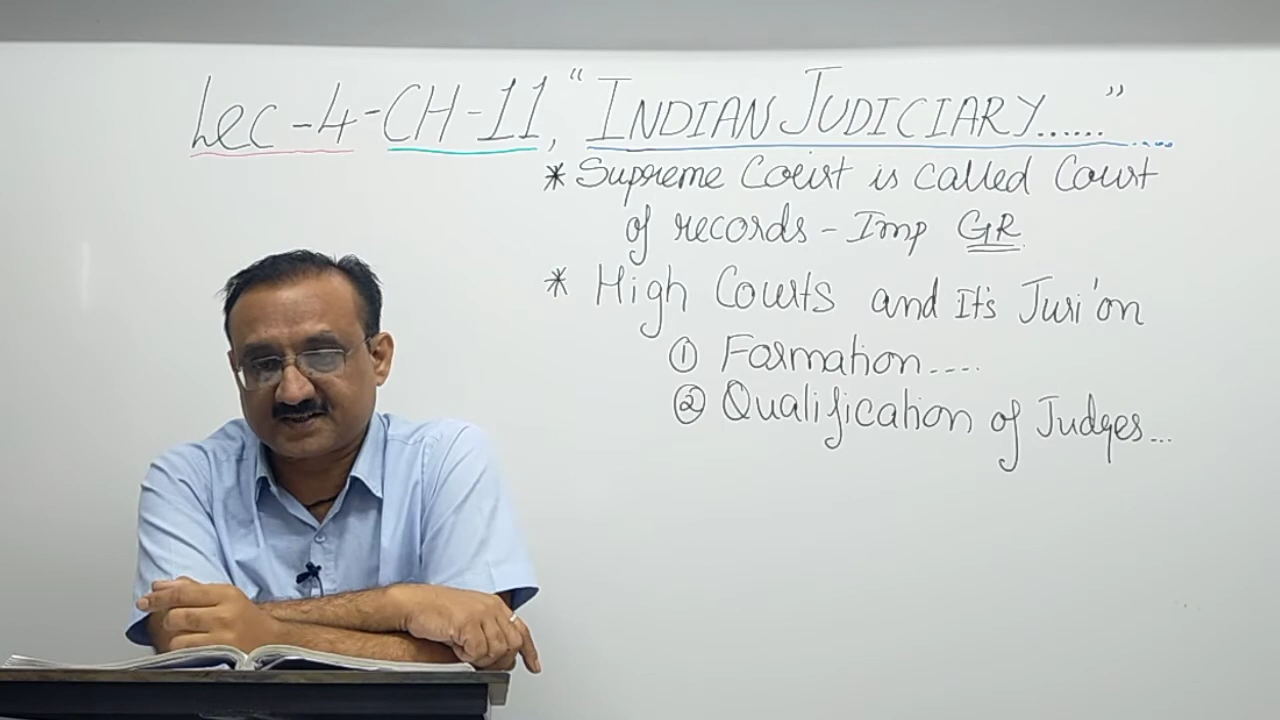 Lec-4-CH-11, "INDIAN JUDICIARY......"
* Supreme Court is called Court
of records - Imp GR
* High Courts and It's Juri'on
① Formation....
② Qualification of Judges...